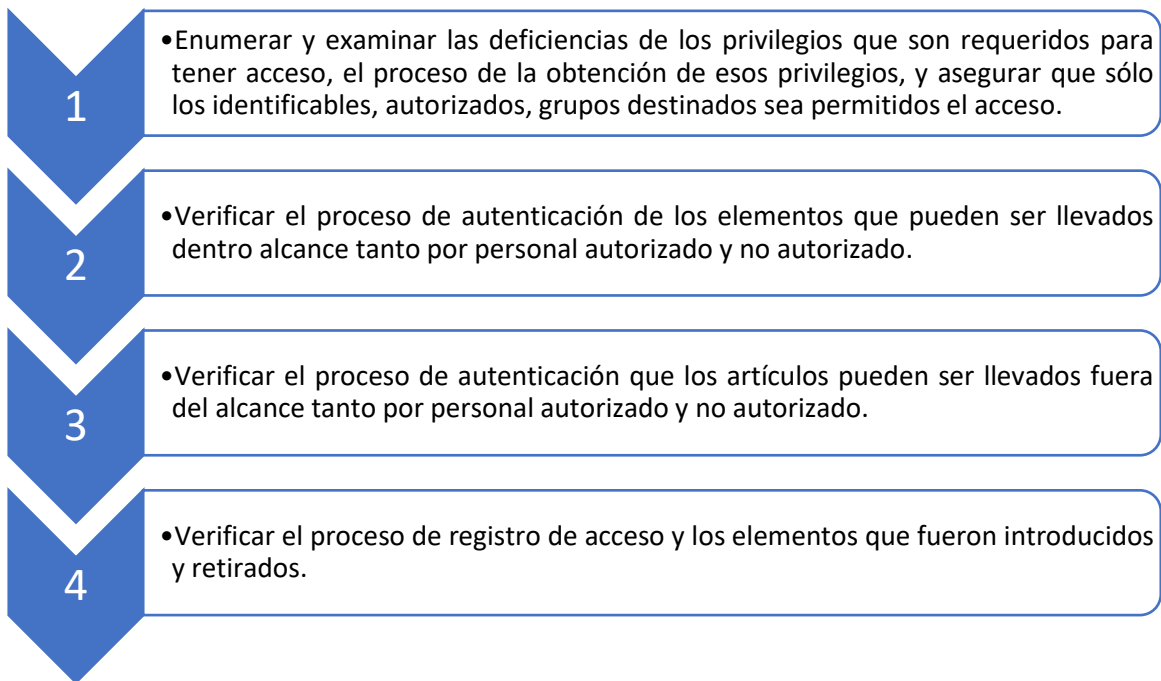 1
•Enumerar y examinar las deficiencias de los privilegios que son requeridos para
tener acceso, el proceso de la obtención de esos privilegios, y asegurar que sólo
los identificables, autorizados, grupos destinados sea permitidos el acceso.
2
•Verificar el proceso de autenticación de los elementos que pueden ser llevados
dentro alcance tanto por personal autorizado y no autorizado.
3
•Verificar el proceso de autenticación que los artículos pueden ser llevados fuera
del alcance tanto por personal autorizado y no autorizado.
4
•Verificar el proceso de registro de acceso y los elementos que fueron introducidos
y retirados.